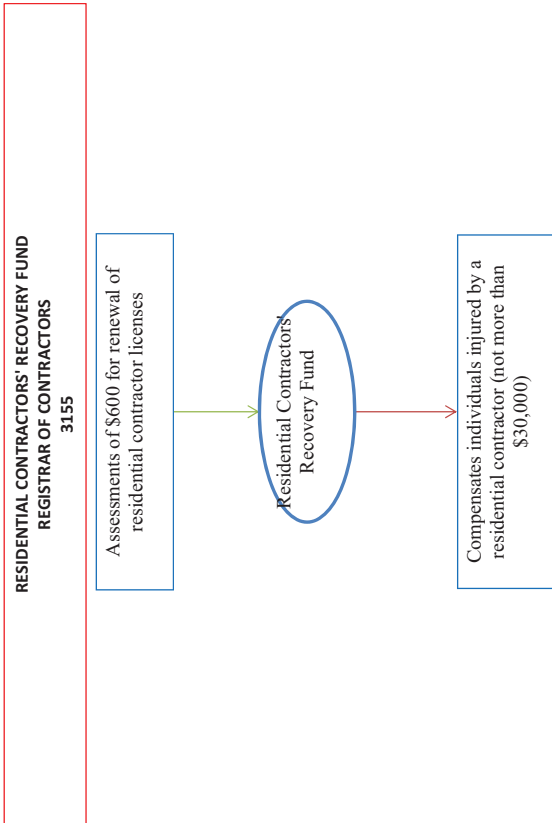 RESIDENTIAL CONTRACTORS' RECOVERY FUND
REGISTRAR OF CONTRACTORS
3155
Assessments of $600 for renewal of
residential contractor licenses
Residential Contractors'
Recovery Fund
Compensates individuals injured by a
residential contractor (not more than
$30,000)